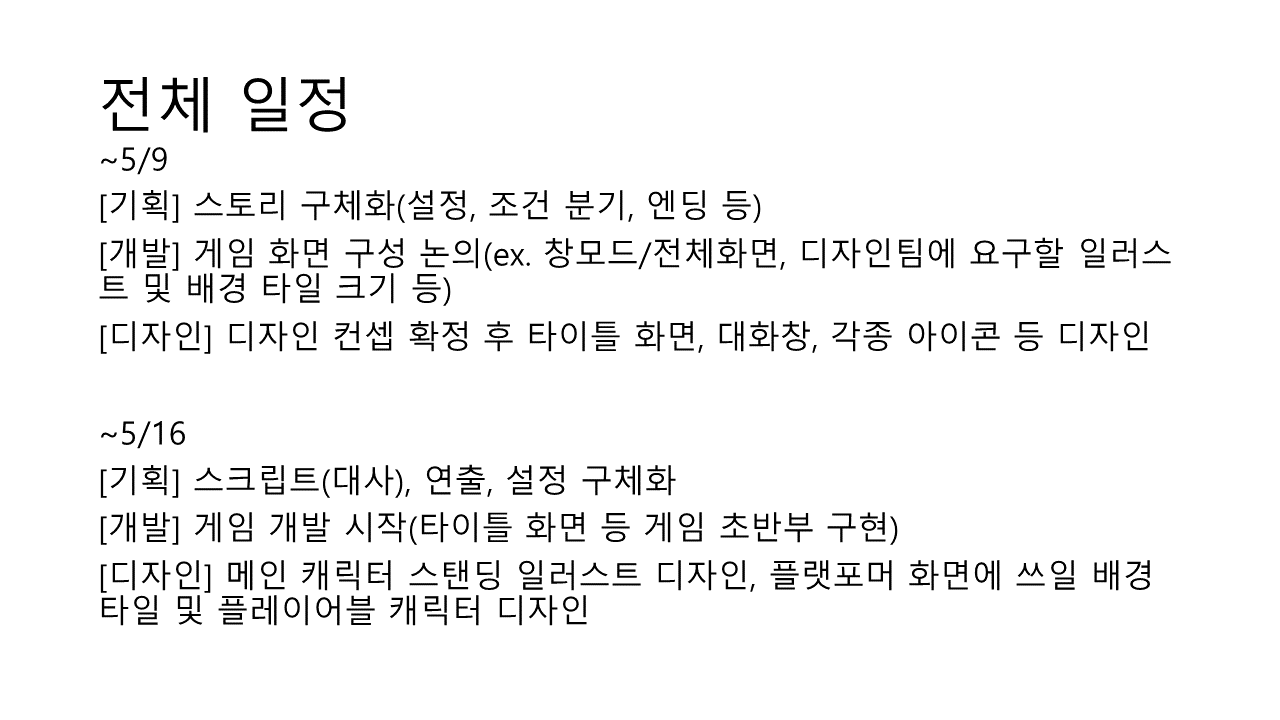 전체 일정
~5/9
[기획] 스토리 구체화(설정, 조건 분기, 엔딩 등)
[개발] 게임 화면 구성 논의(ex. 창모드/전체화면, 디자인팀에 요구할 일러스
트 및 배경 타일 크기 등)
[디자인] 디자인 컨셉 확정 후 타이틀 화면, 대화창, 각종 아이콘 등 디자인
~5/16
[기획] 스크립트(대사), 연출, 설정 구체화
[개발] 게임 개발 시작(타이틀 화면 등 게임 초반부 구현)
[디자인] 메인 캐릭터 스탠딩 일러스트 디자인, 플랫포머 화면에 쓰일 배경
타일 및 플레이어블 캐릭터 디자인